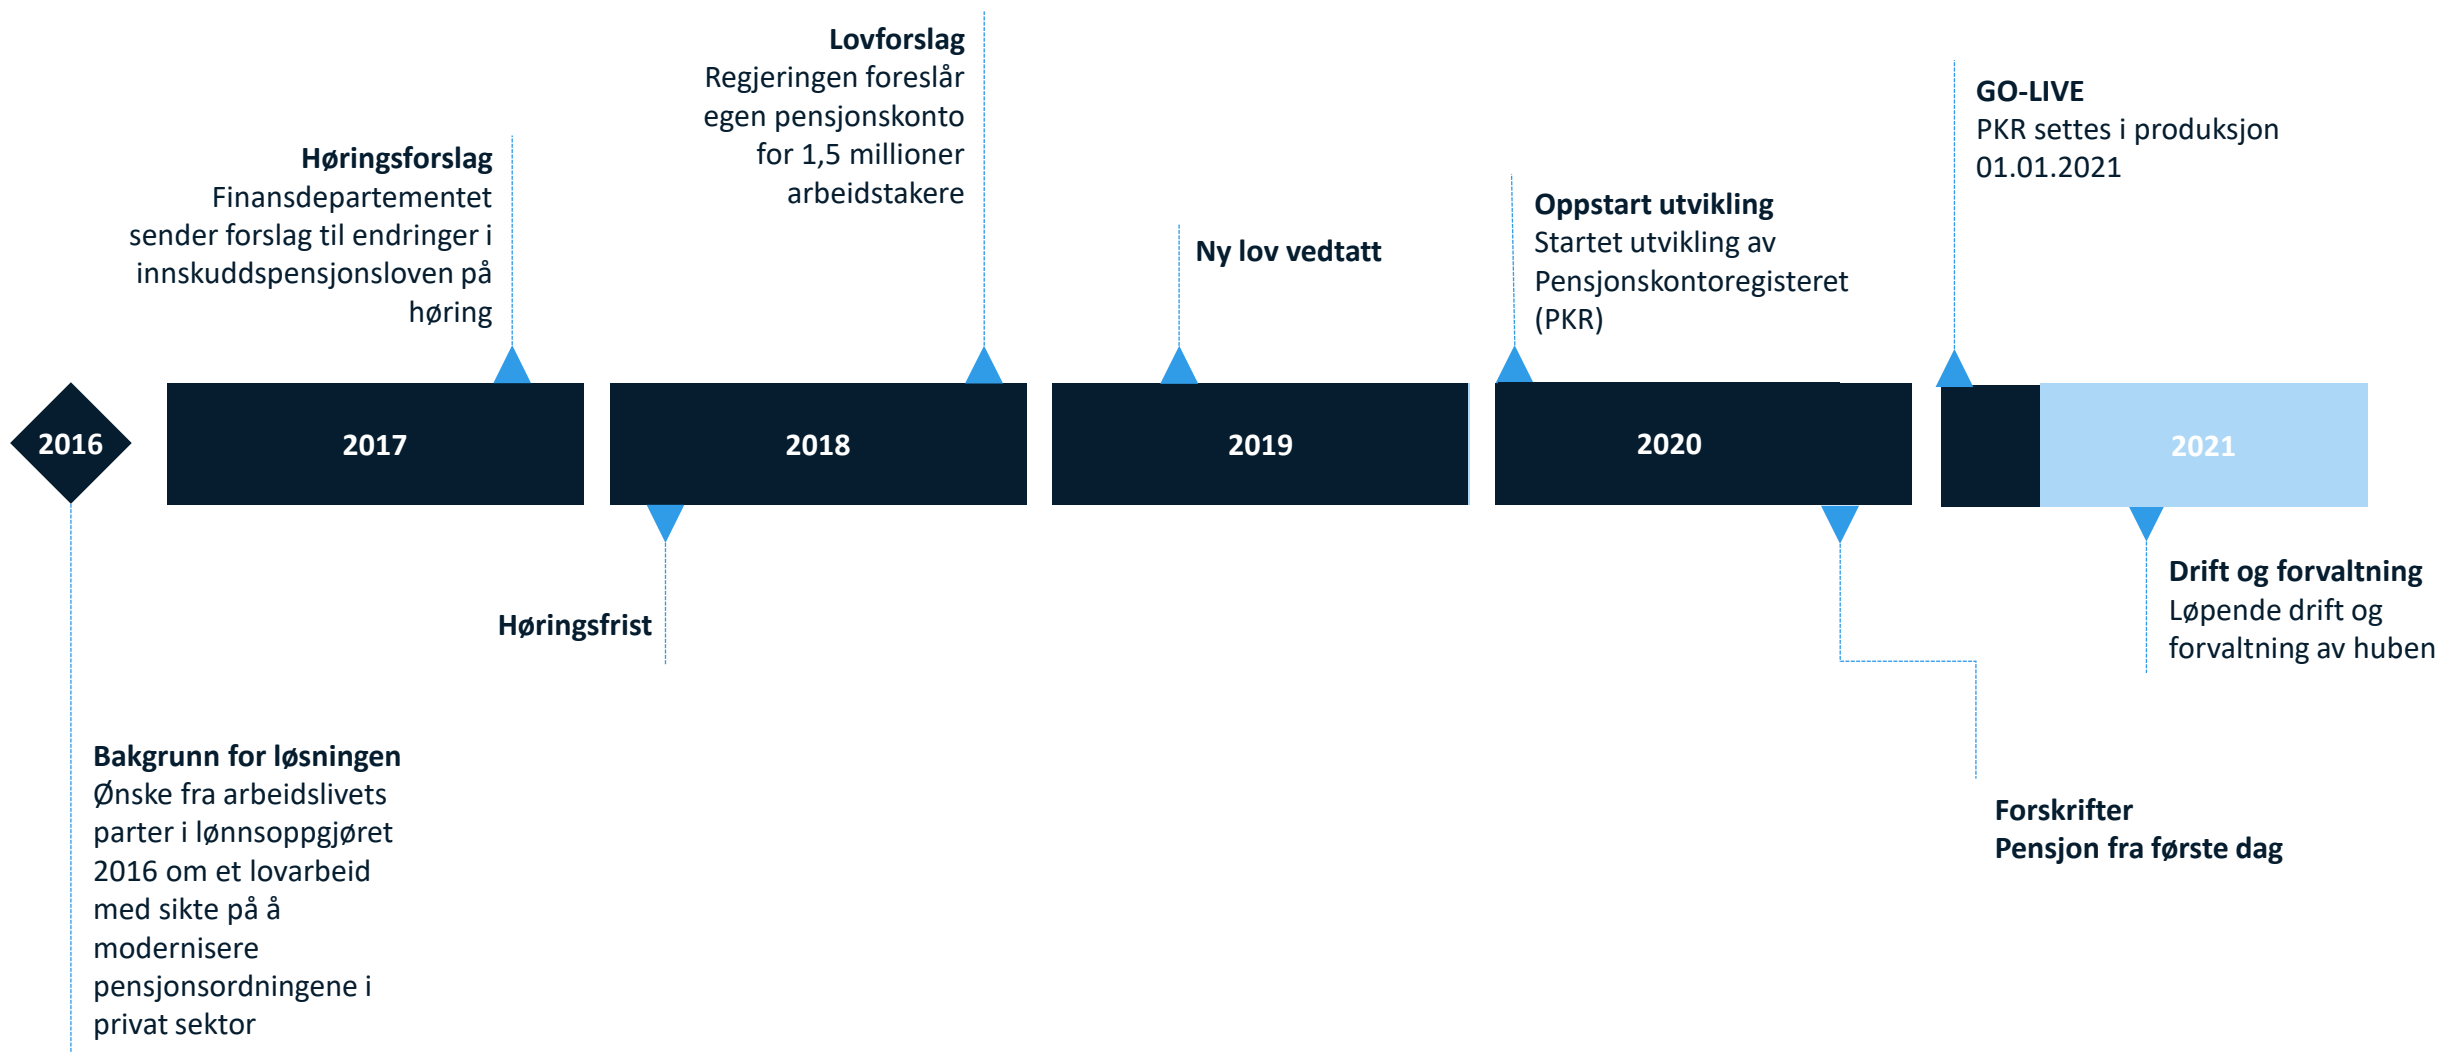 Lovforslag
Regjeringen foreslår
egen pensjonskonto
for 1,5 millioner
arbeidstakere
GO-LIVE
PKR settes i produksjon
01.01.2021
Høringsforslag
Finansdepartementet
sender forslag til endringer i
innskuddspensjonsloven på
høring
Oppstart utvikling
Startet utvikling av
Pensjonskontoregisteret
(PKR)
Ny lov vedtatt
2016
2017
2018
2019
2020
2021
Høringsfrist
Drift og forvaltning
Løpende drift og
forvaltning av huben
Bakgrunn for løsningen
Ønske fra arbeidslivets
parter i lønnsoppgjøret
2016 om et lovarbeid
med sikte på å
modernisere
pensjonsordningene i
privat sektor
Forskrifter
Pensjon fra første dag